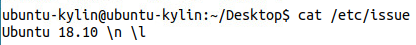 ubuntu-kylin@ubuntu-kylin:~/Desktop$ cat /etc/issue
Ubuntu 18.10 \n \l